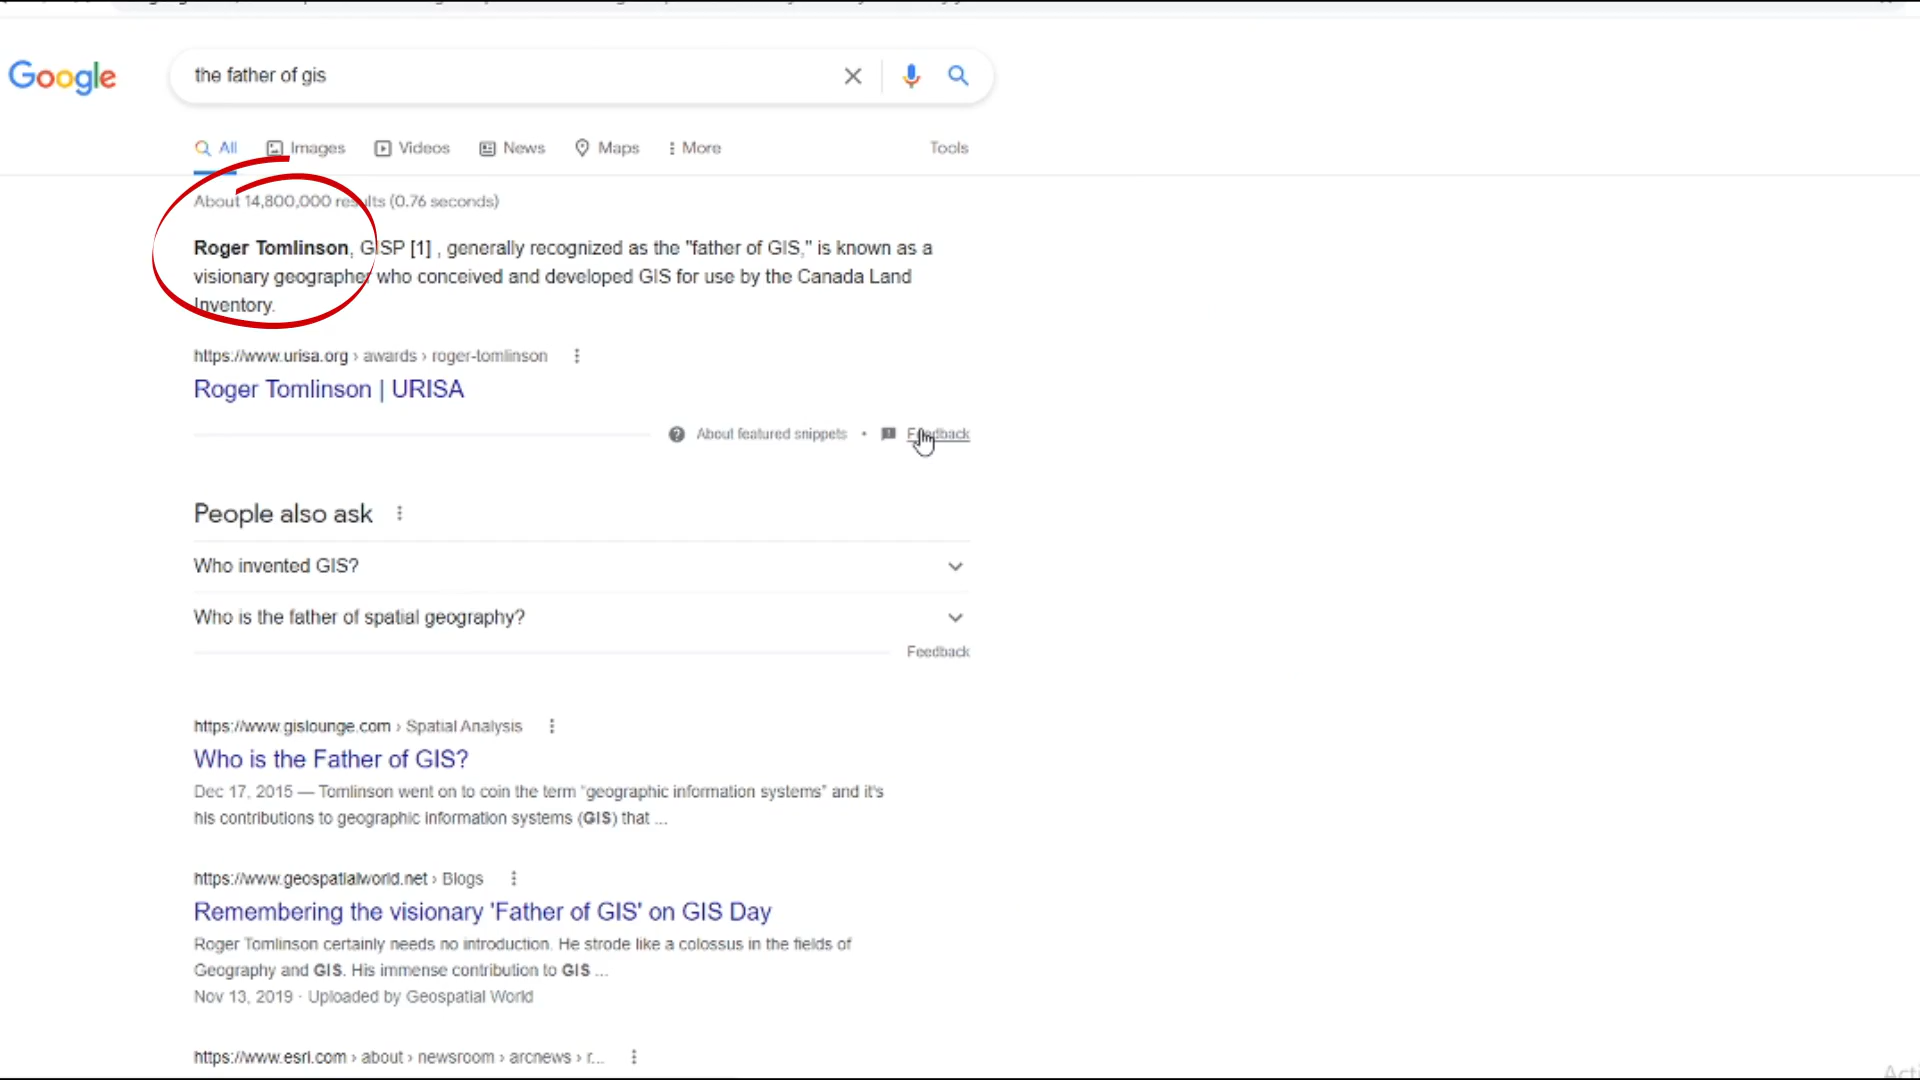 Google
the father of gis
All Images Videos News Maps More Tools
About 14,800,000 results (0.76 seconds)
Roger Tomlinson, GISP [1] , generally recognized as the "father of GIS," is known as a
visionary geographer who conceived and developed GIS for use by the Canada Land
Inventory.
https://www.urisa.org › awards › roger-tomlinson
Roger Tomlinson | URISA
About featured snippets • Feedback
People also ask
Who invented GIS?
Who is the father of spatial geography?
Feedback
https://www.gislounge.com › Spatial Analysis
Who is the Father of GIS?
Dec 17, 2015 — Tomlinson went on to coin the term "geographic information systems" and it's
his contributions to geographic information systems (GIS) that ...
https://www.geospatialworld.net › Blogs
Remembering the visionary 'Father of GIS' on GIS Day
Roger Tomlinson certainly needs no introduction. He strode like a colossus in the fields of
Geography and GIS. His immense contribution to GIS ...
Nov 13, 2019 · Uploaded by Geospatial World
https://www.esri.com › about › newsroom › arcnews › r...